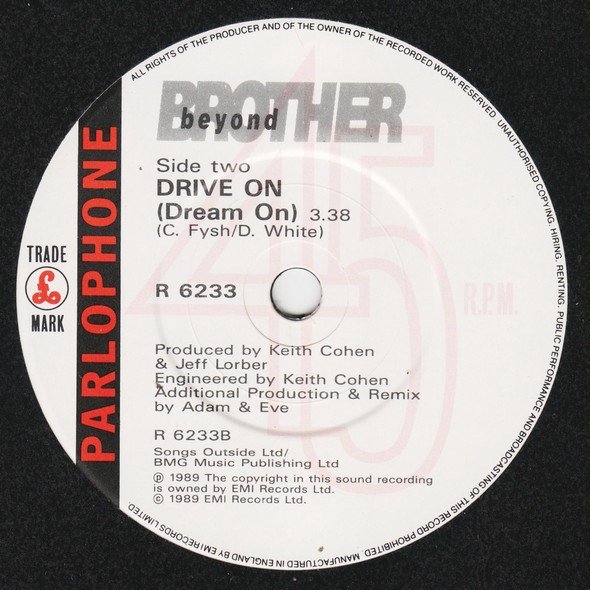 ALL RIGHTS OF THE PRODUCER AND OF THE OWNER OF THE RECORDED WORK RESERVED. UNAUTHORISED COPYING, HIRING, RENTING, PUBLIC PERFORMANCE AND BROADCASTING OF THIS RECORD PROHIBITED. MANUFACTURED IN ENGLAND BY EMI RECORDS LIMITED.
BROTHER
beyond
Side two
DRIVE ON
(Dream On) 3.38
(C. Fysh/D. White)
PARLOPHONE
TRADE
£
MARK
R 6233
45
R.P.M.
Produced by Keith Cohen
& Jeff Lorber
Engineered by Keith Cohen
Additional Production & Remix
by Adam & Eve
R 6233B
Songs Outside Ltd/
BMG Music Publishing Ltd
℗ 1989 The copyright in this sound recording
is owned by EMI Records Ltd.
© 1989 EMI Records Ltd.